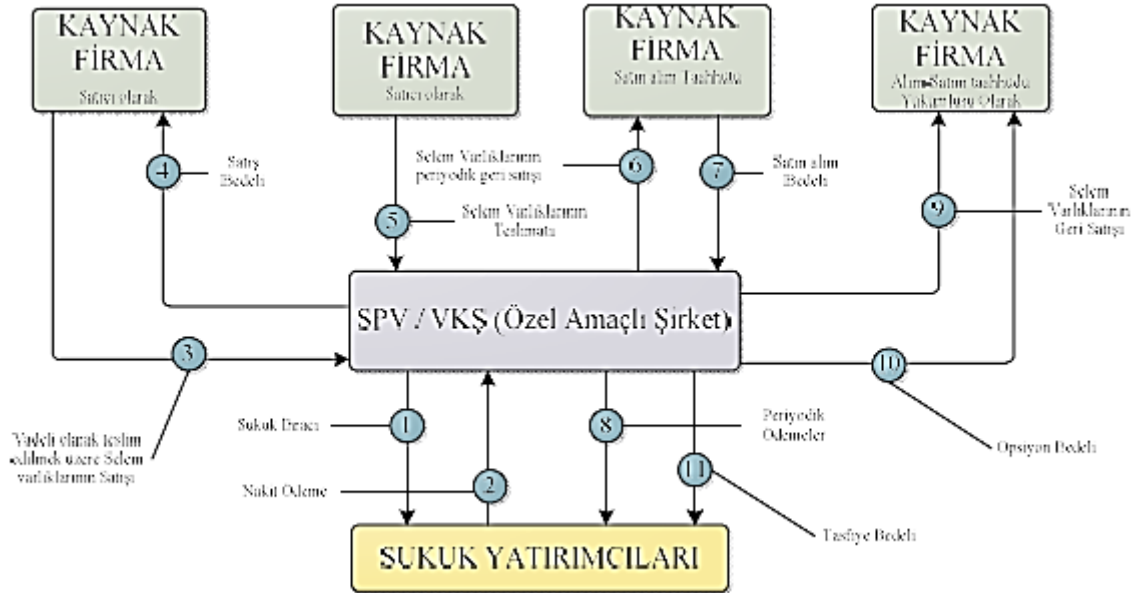 KAYNAK
FİRMA
Satıcı olarak
KAYNAK
FİRMA
Satıcı olarak
KAYNAK
FİRMA
Satın alım Taahhütü
KAYNAK
FİRMA
Alım-Satım taahhüdü
Yükümlüsü Olarak
4
Satış
Bedeli
5
Selem Varlıklarının
Teslimatı
Selem Varlıklarının
periyodik geri satışı
6
7
Satın alım
Bedeli
9
Selem
Varlıklarının
Geri Satışı
SPV / VKŞ (Özel Amaçlı Şirket)
3
Vadeli olarak teslim
edilmek üzere Selem
varlıklarının Satışı
10
Opsiyon Bedeli
Sukuk İhracı
1
Nakit Ödeme
2
8
Periyodik
Ödemeler
11
Tasfiye Bedeli
SUKUK YATIRIMCILARI